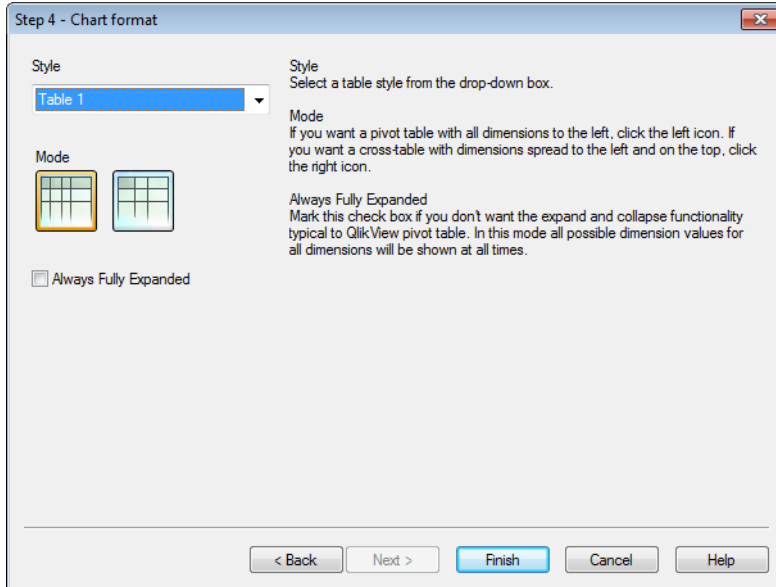 Step 4 - Chart format
Style
Table 1
Mode
Always Fully Expanded
Style
Select a table style from the drop-down box.
Mode
If you want a pivot table with all dimensions to the left, click the left icon. If
you want a cross-table with dimensions spread to the left and on the top, click
the right icon.
Always Fully Expanded
Mark this check box if you don't want the expand and collapse functionality
typical to QlikView pivot table. In this mode all possible dimension values for
all dimensions will be shown at all times.
< Back
Next >
Finish
Cancel
Help